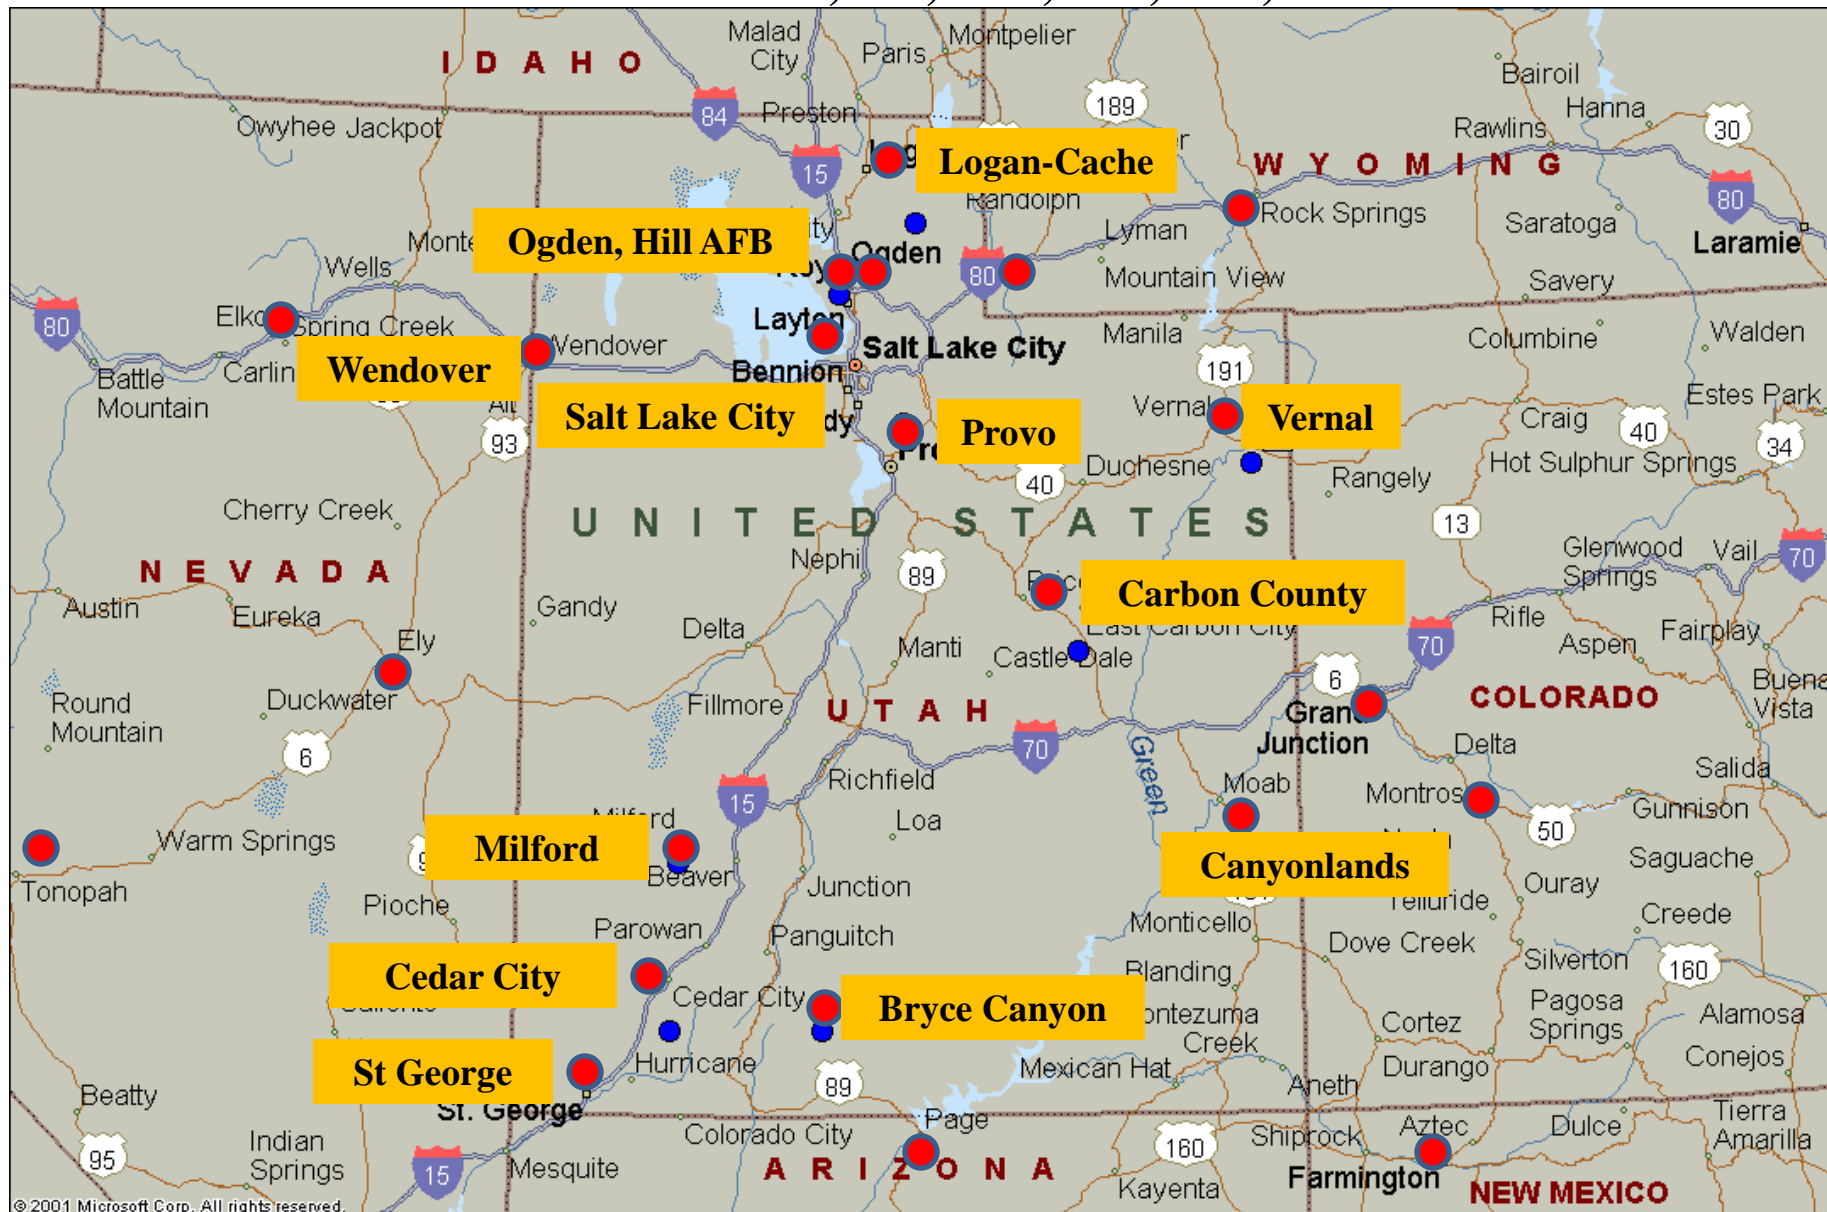 Malad
City
Paris
Montpelier
IDAHO
Bairoil
Hanna
84
Preston
189
30
Owyhee
Jackpot
Rawlins
Logan-Cache
WYOMING
15
80
Randolph
Rock Springs
Saratoga
Lyman
Laramie
Ogden, Hill AFB
Ogden
Wells
80
Mountain View
Savery
80
Elko
Spring Creek
Layton
Manila
Columbine
Walden
Wendover
Wendover
Salt Lake City
Carlin
Bennion
191
Battle
Mountain
Estes Park
Alt
Salt Lake City
Vernal
Vernal
Craig
40
34
93
Provo
Duchesne
Hot Sulphur Springs
40
Rangely
Cherry Creek
UNITED STATES
13
Nephi
Glenwood
Springs
Vail
70
NEVADA
89
Austin
Eureka
Gandy
Carbon County
Rifle
Delta
East Carbon City
70
Aspen
Fairplay
Ely
Manti
Castle Dale
6
Round
Mountain
Duckwater
Fillmore
UTAH
COLORADO
Buena
Vista
Grand
Junction
6
70
Delta
Green
Richfield
Moab
Montrose
Salida
15
Gunnison
Milford
Milford
Loa
50
Warm Springs
Canyonlands
Saguache
Tonopah
Beaver
Junction
Ouray
Pioche
Telluride
Creede
Parowan
Panguitch
Monticello
Dove Creek
Silverton
160
Cedar City
Cedar City
Blanding
Bryce Canyon
Montezuma
Creek
Pagosa
Springs
Alamosa
Cortez
St George
Hurricane
89
Mexican Hat
Durango
Conejos
Aneth
Beatty
St. George
Page
Colorado City
Aztec
Dulce
Tierra
Amarilla
Shiprock
160
Indian
Springs
95
15
Mesquite
ARIZONA
Farmington
Kayenta
NEW MEXICO
© 2001 Microsoft Corp. All rights reserved.